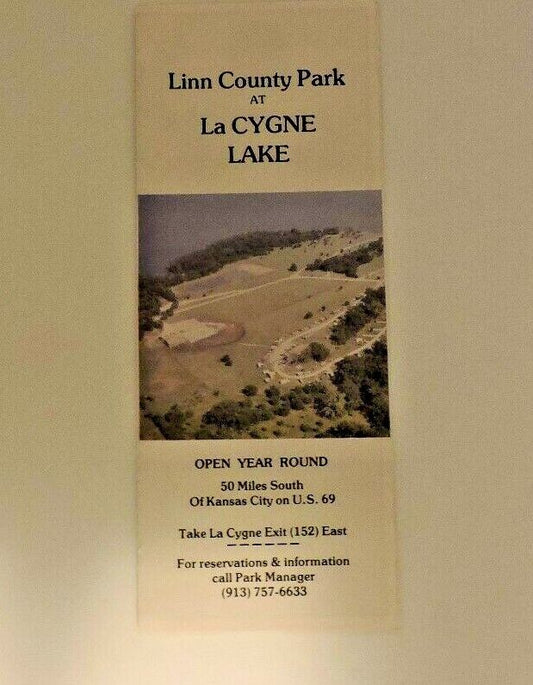 Linn County Park
AT
La CYGNE
LAKE
OPEN YEAR ROUND
50 Miles South
Of Kansas City on U.S. 69
Take La Cygne Exit (152) East
For reservations & information
call Park Manager
(913) 757-6633